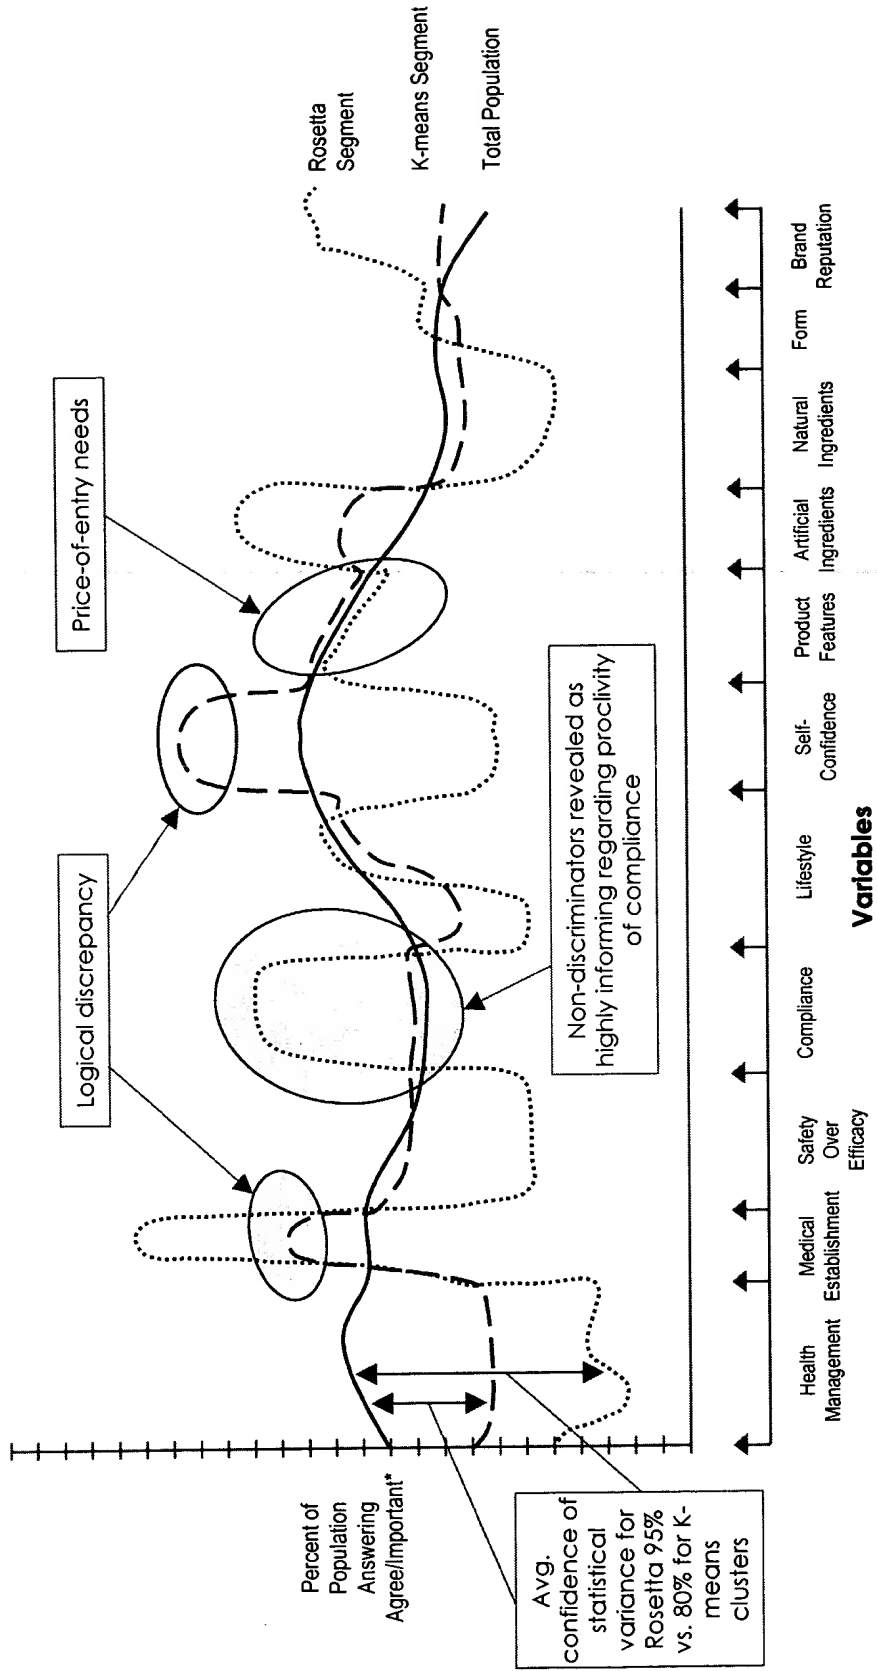 Logical discrepancy
Price-of-entry needs
Rosetta
Segment
K-means Segment
Total Population
Percent of
Population
Answering
Agree/Important*
Avg.
confidence of
statistical
variance for
Rosetta 95%
vs. 80% for K-
means
clusters
Non-discriminators revealed as
highly informing regarding proclivity
of compliance
Health
Management
Medical
Establishment
Safety
Over
Efficacy
Compliance
Lifestyle
Self-
Confidence
Product
Features
Artificial
Ingredients
Natural
Ingredients
Form
Brand
Reputation
Variables